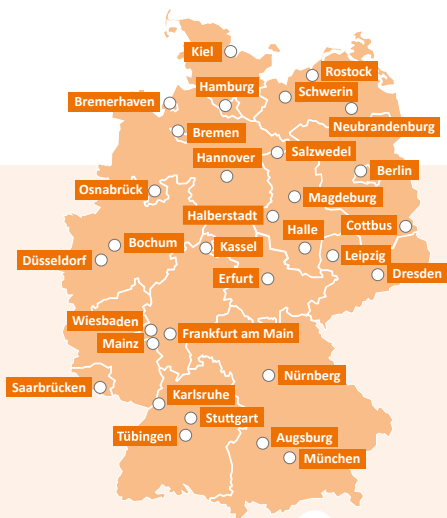 Kiel
Rostock
Hamburg
Schwerin
Bremerhaven
Neubrandenburg
Bremen
Salzwedel
Hannover
Berlin
Osnabrück
Magdeburg
Halberstadt
Cottbus
Halle
Bochum
Kassel
Leipzig
Düsseldorf
Dresden
Erfurt
Wiesbaden
Frankfurt am Main
Mainz
Nürnberg
Saarbrücken
Karlsruhe
Stuttgart
Tübingen
Augsburg
München